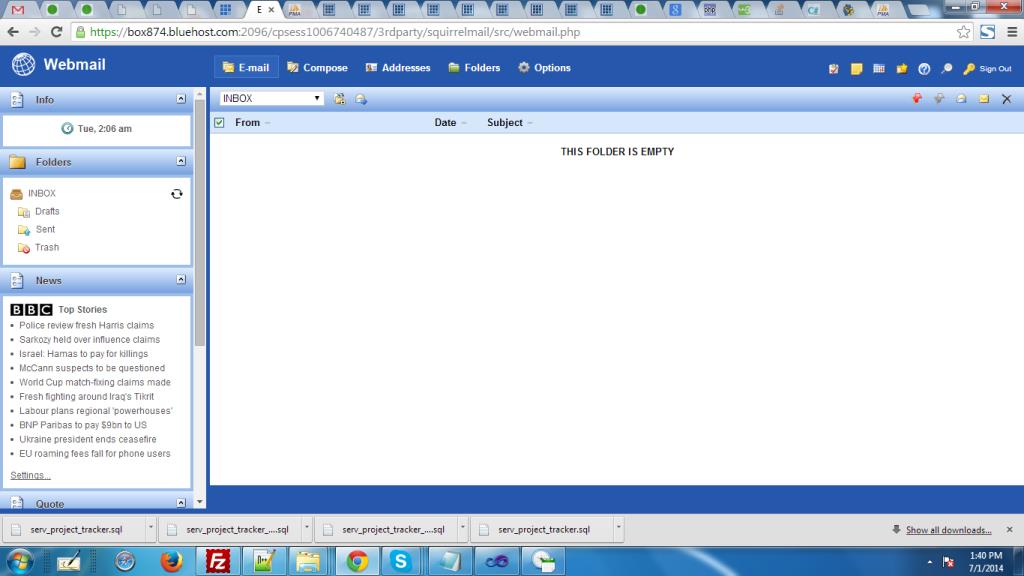 E
https://box874.bluehost.com:2096/cpsess1006740487/3rdparty/squirrelmail/src/webmail.php
Webmail
E-mail
Compose
Addresses
Folders
Options
Sign Out
Info
Tue, 2:06 am
Folders
INBOX
Drafts
Sent
Trash
News
BBC Top Stories
Police review fresh Harris claims
Sarkozy held over influence claims
Israel: Hamas to pay for killings
McCann suspects to be questioned
World Cup match-fixing claims made
Fresh fighting around Iraq's Tikrit
Labour plans regional 'powerhouses'
BNP Paribas to pay $9bn to US
Ukraine president ends ceasefire
EU roaming fees fall for phone users
Settings...
Quote
INBOX
From
Date
Subject
THIS FOLDER IS EMPTY
serv_project_tracker.sql
serv_project_tracker_....sql
serv_project_tracker_....sql
serv_project_tracker.sql
Show all downloads...
1:40 PM
7/1/2014